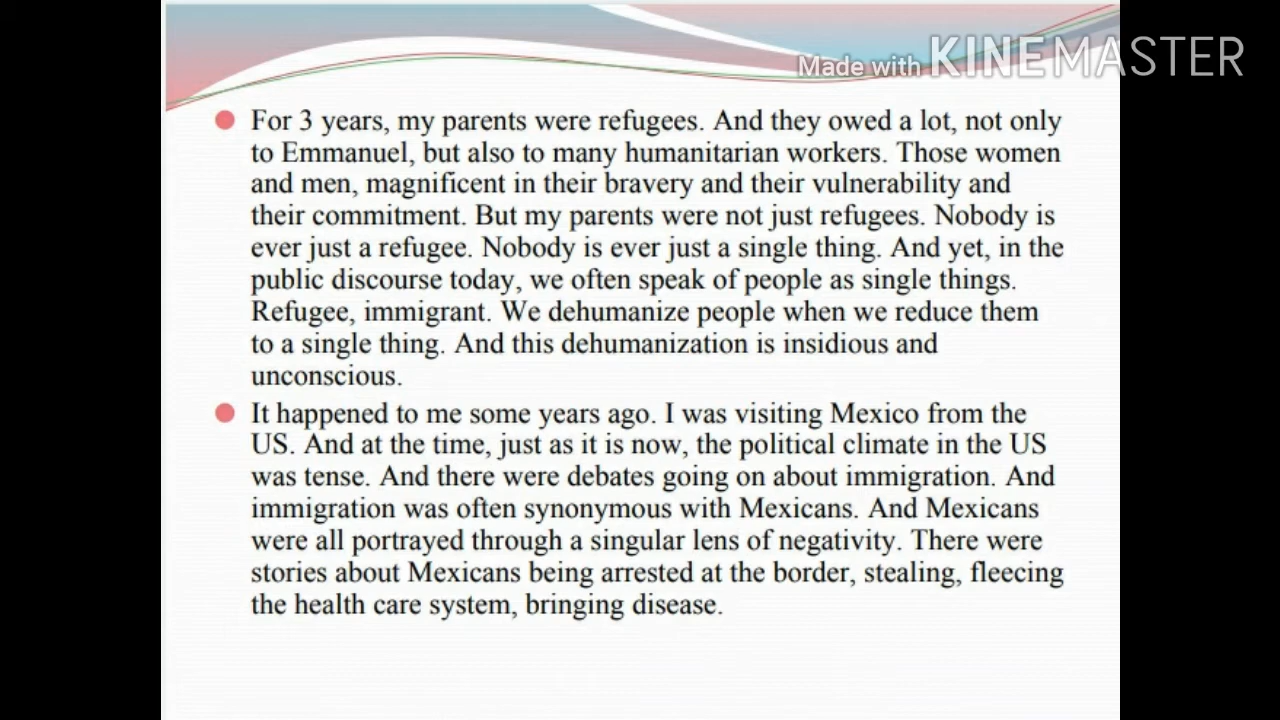 Made with KINEMASTER
For 3 years, my parents were refugees. And they owed a lot, not only
to Emmanuel, but also to many humanitarian workers. Those women
and men, magnificent in their bravery and their vulnerability and
their commitment. But my parents were not just refugees. Nobody is
ever just a refugee. Nobody is ever just a single thing. And yet, in the
public discourse today, we often speak of people as single things.
Refugee, immigrant. We dehumanize people when we reduce them
to a single thing. And this dehumanization is insidious and
unconscious.
It happened to me some years ago. I was visiting Mexico from the
US. And at the time, just as it is now, the political climate in the US
was tense. And there were debates going on about immigration. And
immigration was often synonymous with Mexicans. And Mexicans
were all portrayed through a singular lens of negativity. There were
stories about Mexicans being arrested at the border, stealing, fleecing
the health care system, bringing disease.